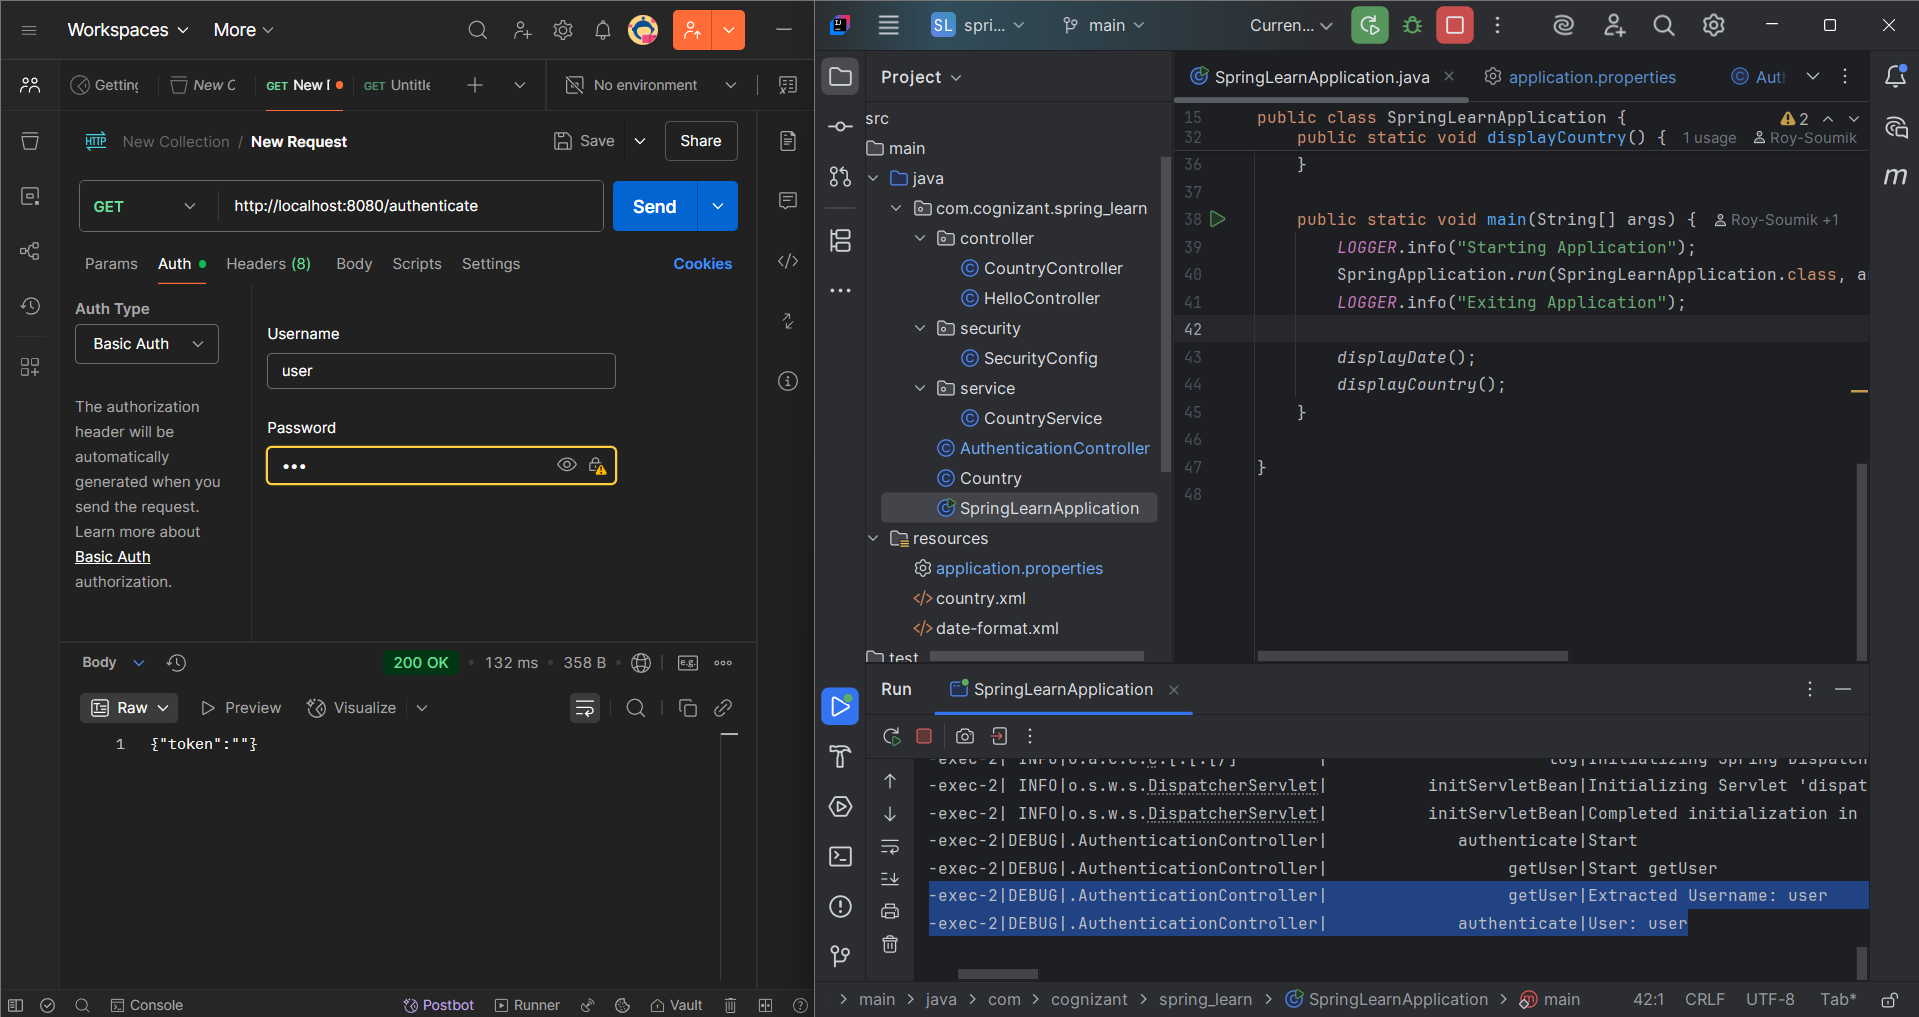 Workspaces More
Getting New C GET New I GET Untitle No environment
HTTP New Collection / New Request Save Share
GET http://localhost:8080/authenticate Send
Params Auth Headers (8) Body Scripts Settings Cookies
Auth Type
Basic Auth
The authorization
header will be
automatically
generated when you
send the request.
Learn more about
Basic Auth
authorization.
Username
user
Password
•••
Body 200 OK • 132 ms • 358 B e.g.
Raw Preview Visualize
1 {"token":""}
Console Postbot Runner Vault
SL spri... main Curren...
Project
src
main
java
com.cognizant.spring_learn
controller
CountryController
HelloController
security
SecurityConfig
service
CountryService
AuthenticationController
Country
SpringLearnApplication
resources
application.properties
country.xml
date-format.xml
test
SpringLearnApplication.java application.properties Aut
15 public class SpringLearnApplication { 2
32 public static void displayCountry() { 1 usage Roy-Soumik
36 }
37
38 public static void main(String[] args) { Roy-Soumik +1
39 LOGGER.info("Starting Application");
40 SpringApplication.run(SpringLearnApplication.class, a
41 LOGGER.info("Exiting Application");
42
43 displayDate();
44 displayCountry();
45 }
46
47 }
48
m
Run SpringLearnApplication
-exec-2| INFO|o.a.c.c.C.[.[.[/] | log|Initializing Spring Dispatch
-exec-2| INFO|o.s.w.s.DispatcherServlet| initServletBean|Initializing Servlet 'dispat
-exec-2| INFO|o.s.w.s.DispatcherServlet| initServletBean|Completed initialization in
-exec-2|DEBUG|.AuthenticationController| authenticate|Start
-exec-2|DEBUG|.AuthenticationController| getUser|Start getUser
-exec-2|DEBUG|.AuthenticationController| getUser|Extracted Username: user
-exec-2|DEBUG|.AuthenticationController| authenticate|User: user
> main > java > com > cognizant > spring_learn > SpringLearnApplication > main 42:1 CRLF UTF-8 Tab*